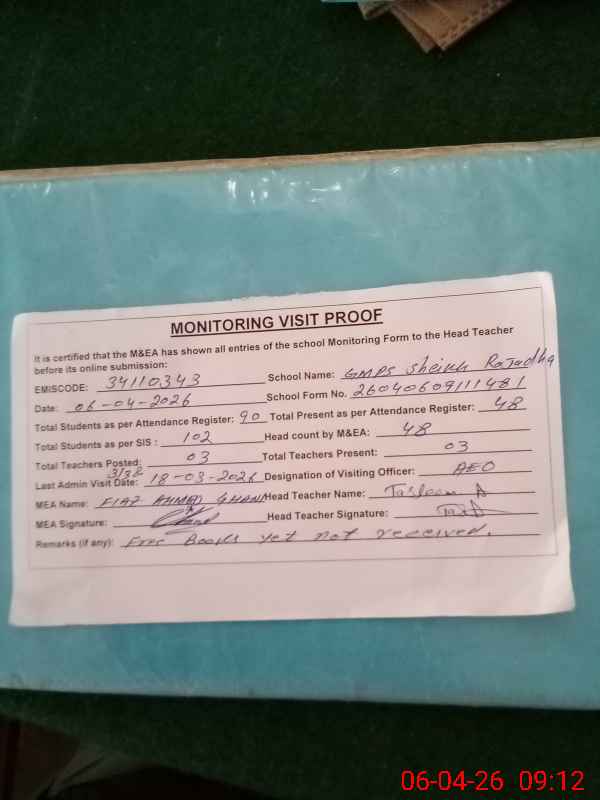 MONITORING VISIT PROOF
It is certified that the M&EA has shown all entries of the school Monitoring Form to the Head Teacher
before its online submission:
EMISCODE: 34110343 School Name: GMPS Sheikh Rajadha
Date: 06-04-2026 School Form No. 26040609111481
Total Students as per Attendance Register: 90 Total Present as per Attendance Register: 48
Total Students as per SIS : 102 Head count by M&EA: 48
Total Teachers Posted: 03 Total Teachers Present: 03
Last Admin Visit Date: 18-03-2026 Designation of Visiting Officer: AEO
MEA Name: FIAZ AHMED GHANI Head Teacher Name: Tasleem A
MEA Signature: Head Teacher Signature:
Remarks (if any): Free Books yet not received.
06-04-26 09:12